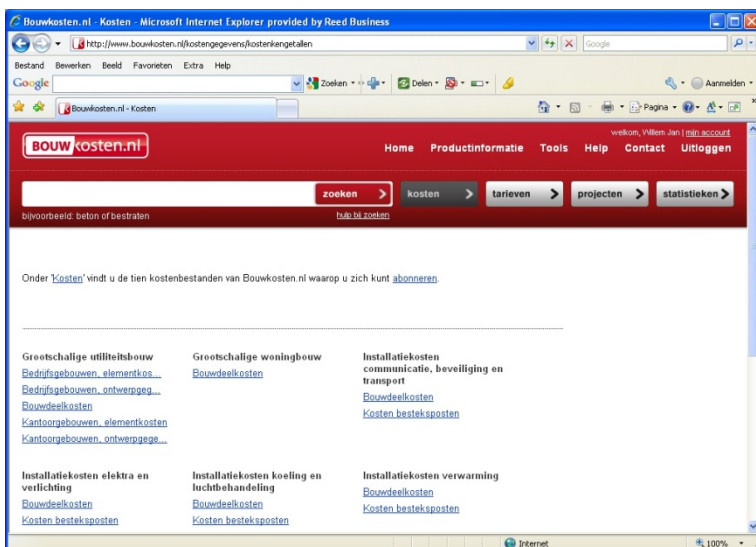 Bouwkosten.nl - Kosten - Microsoft Internet Explorer provided by Reed Business
http://www.bouwkosten.nl/kostengegevens/kostenkengetallen
Google
Bestand Bewerken Beeld Favorieten Extra Help
Google Zoeken Delen Aanmelden
Bouwkosten.nl - Kosten Pagina
welkom, Willem Jan | mijn account
BOUWkosten.nl Home Productinformatie Tools Help Contact Uitloggen
zoeken kosten tarieven projecten statistieken
bijvoorbeeld: beton of bestraten hulp bij zoeken
Onder 'Kosten' vindt u de tien kostenbestanden van Bouwkosten.nl waarop u zich kunt abonneren.
Grootschalige utiliteitsbouw
Bedrijfsgebouwen, elementkos...
Bedrijfsgebouwen, ontwerpgeg...
Bouwdeelkosten
Kantoorgebouwen, elementkosten
Kantoorgebouwen, ontwerpgege...
Grootschalige woningbouw
Bouwdeelkosten
Installatiekosten
communicatie, beveiliging en
transport
Bouwdeelkosten
Kosten besteksposten
Installatiekosten elektra en
verlichting
Bouwdeelkosten
Kosten besteksposten
Installatiekosten koeling en
luchtbehandeling
Bouwdeelkosten
Kosten besteksposten
Installatiekosten verwarming
Bouwdeelkosten
Kosten besteksposten
Internet 100%